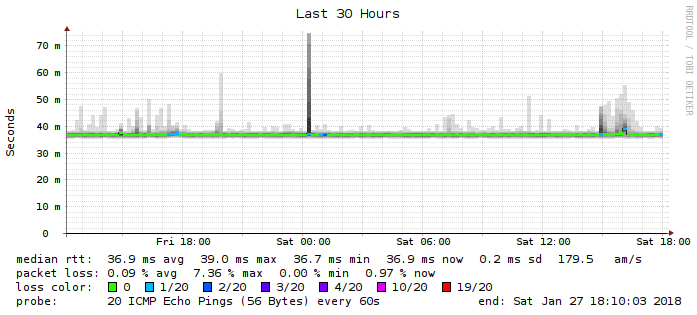 Last 30 Hours
RRDTOOL / TOBI OETIKER
Seconds
70 m
60 m
50 m
40 m
30 m
20 m
10 m
0
Fri 18:00 Sat 00:00 Sat 06:00 Sat 12:00 Sat 18:00
median rtt: 36.9 ms avg 39.0 ms max 36.7 ms min 36.9 ms now 0.2 ms sd 179.5 am/s
packet loss: 0.09 % avg 7.36 % max 0.00 % min 0.97 % now
loss color: 0 1/20 2/20 3/20 4/20 10/20 19/20
probe: 20 ICMP Echo Pings (56 Bytes) every 60s end: Sat Jan 27 18:10:03 2018